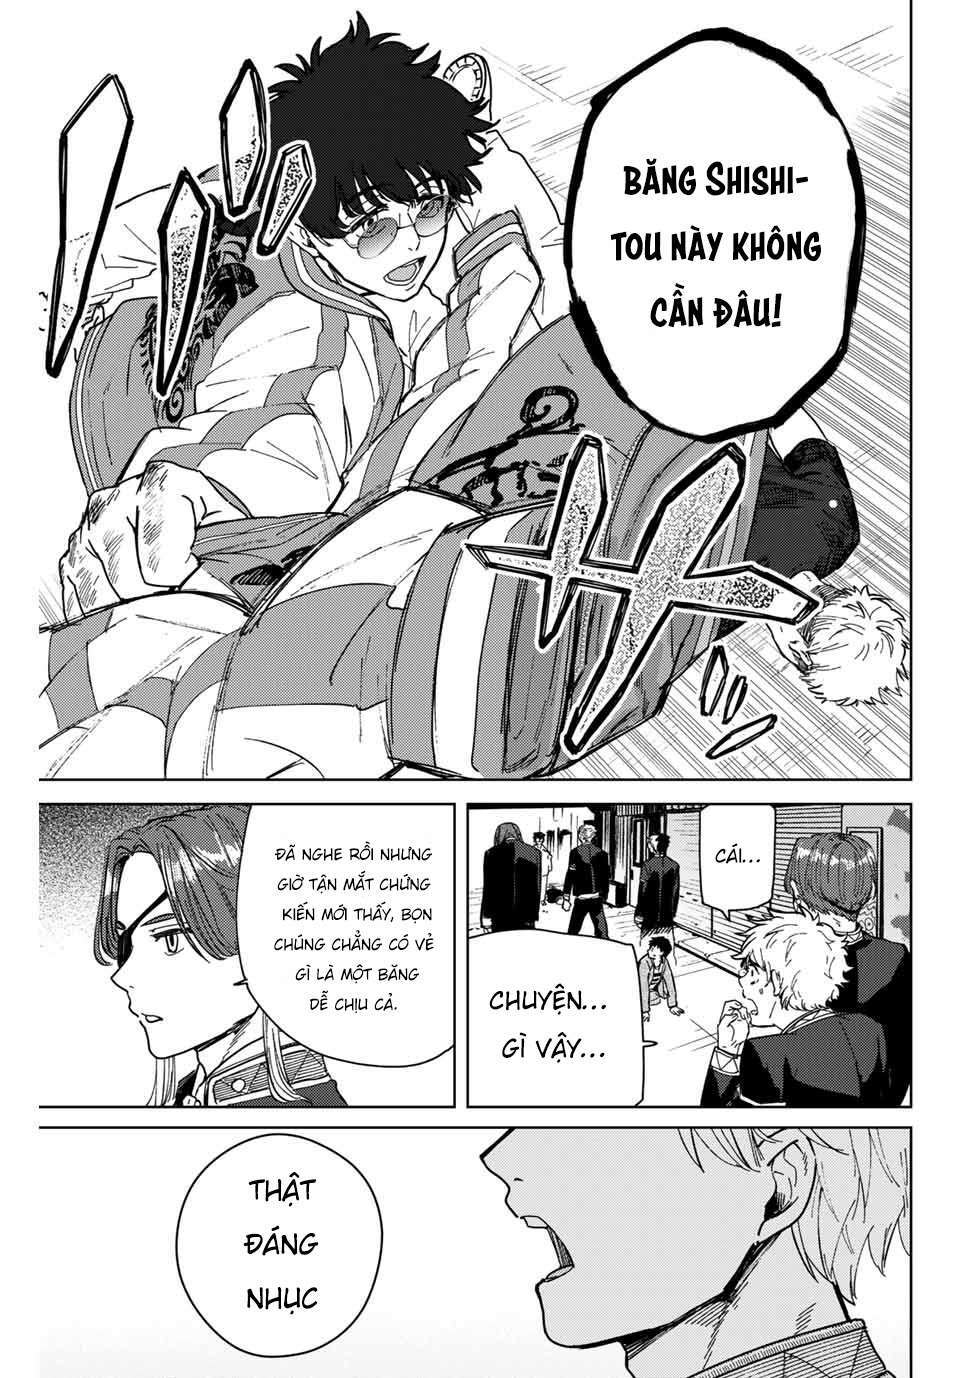 BĂNG SHISHI-
TOU NÀY KHÔNG
CẦN ĐÂU!
CÁI...
CHUYỆN...
GÌ VẬY...
ĐÃ NGHE RỒI NHƯNG
GIỜ TẬN MẮT CHỨNG
KIẾN MỚI THẤY, BỌN
CHÚNG CHẲNG CÓ VẺ
GÌ LÀ MỘT BĂNG
DỄ CHỊU CẢ.
THẬT
ĐÁNG
NHỤC